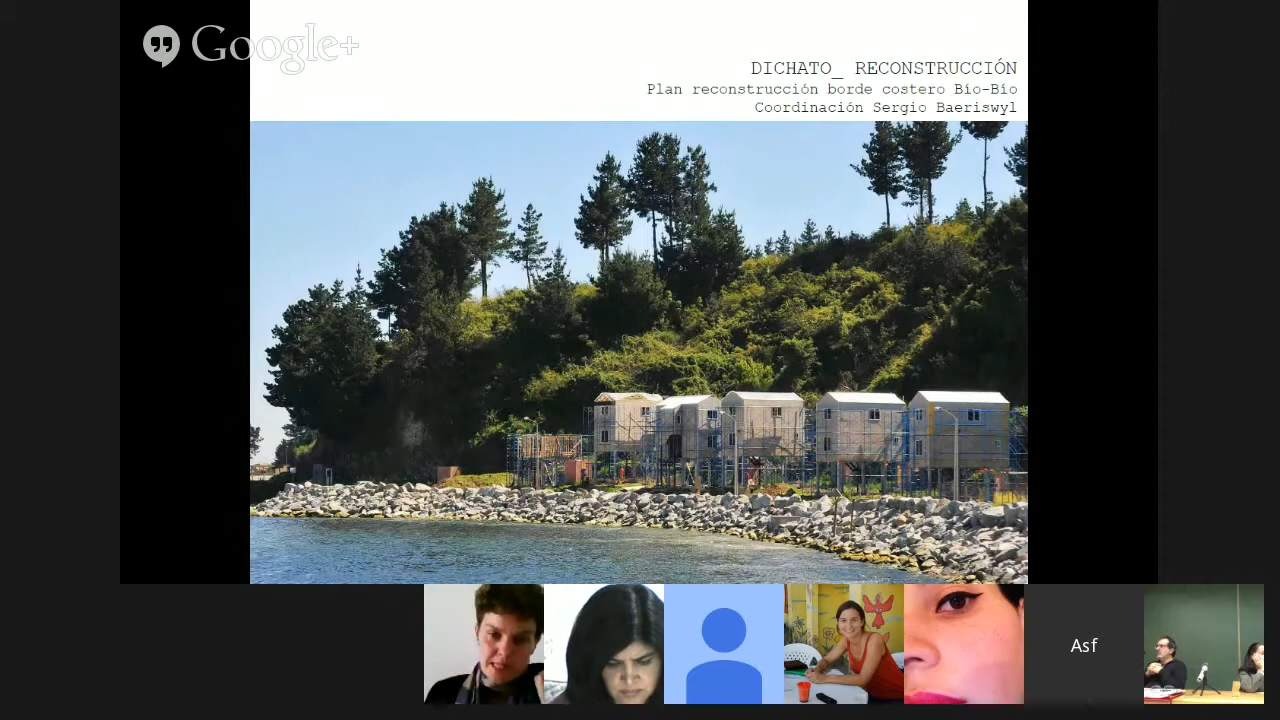 Google+
DICHATO_ RECONSTRUCCIÓN
Plan reconstrucción borde costero Bío-Bío
Coordinación Sergio Baeriswyl
Asf